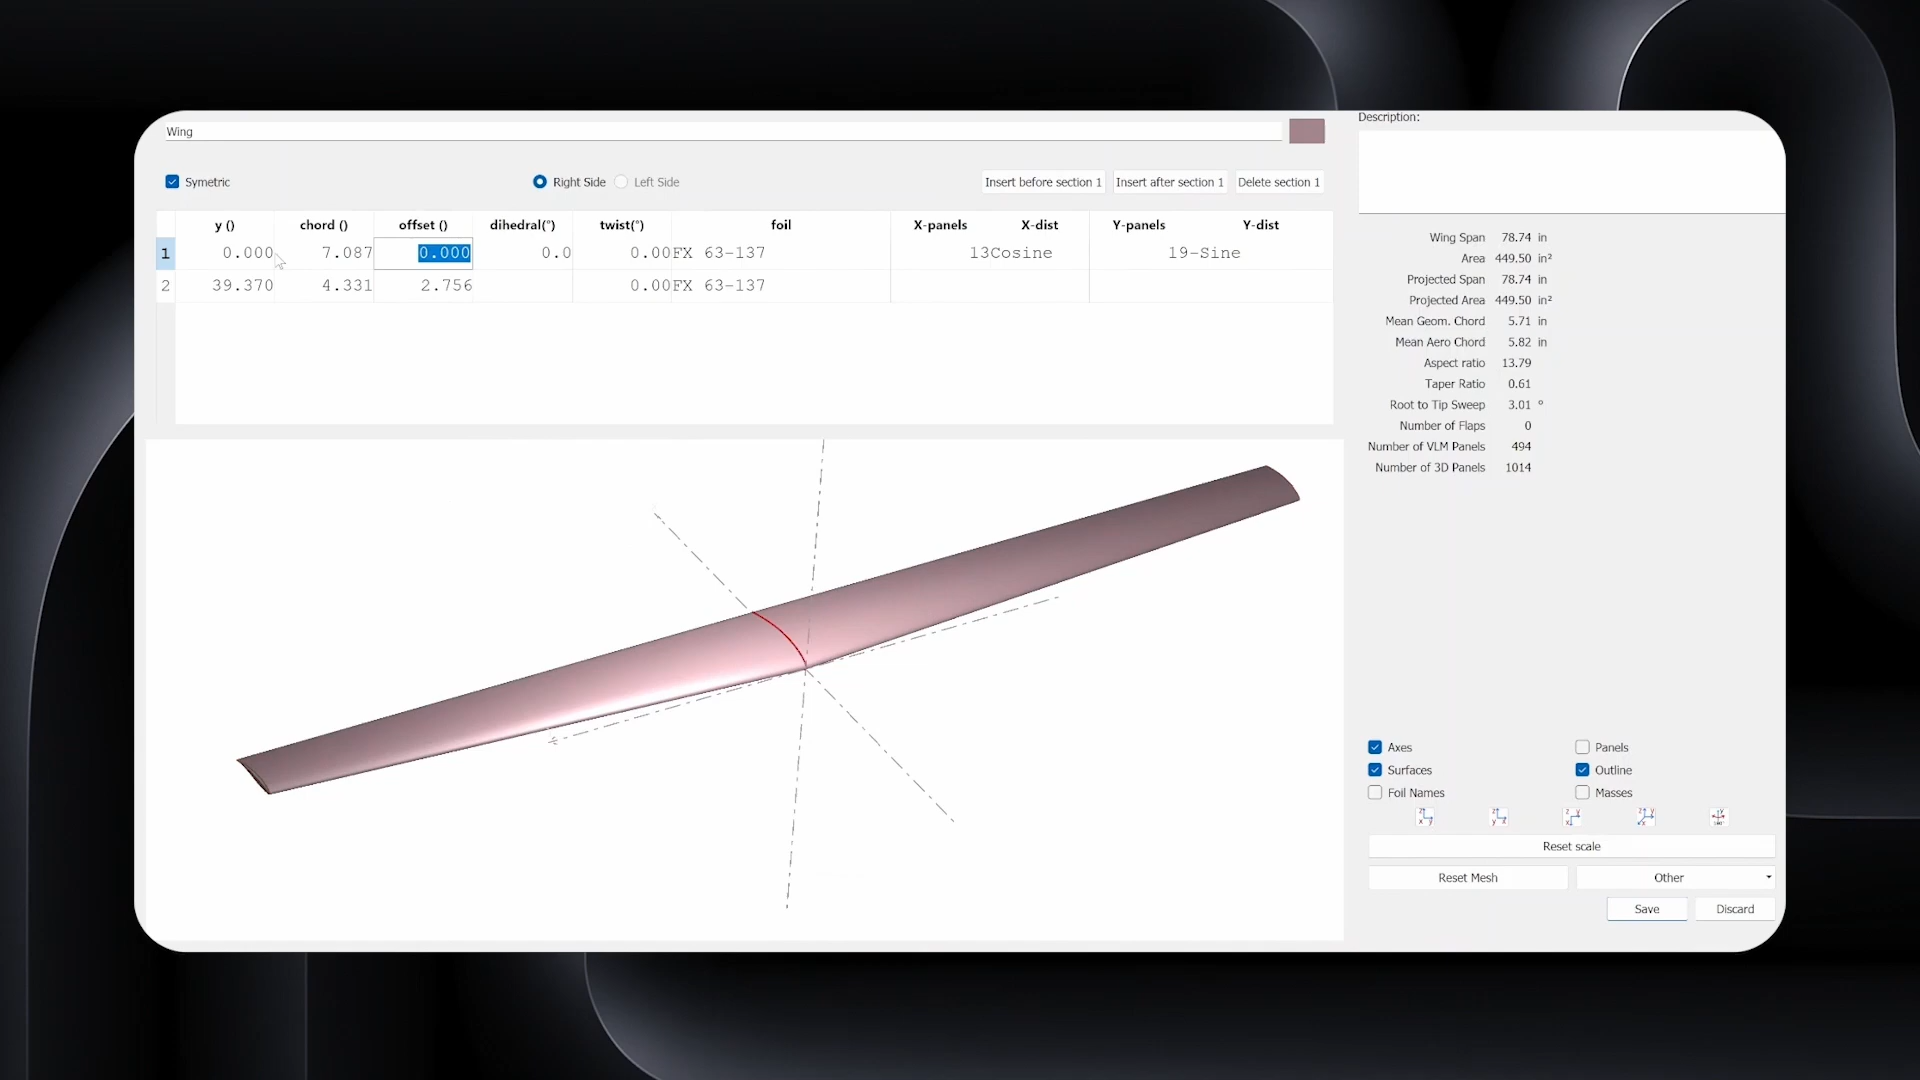 Wing
Description:
Symetric
Right Side Left Side
Insert before section 1 Insert after section 1 Delete section 1
y () chord () offset () dihedral(°) twist(°) foil X-panels X-dist Y-panels Y-dist
1 0.000 7.087 0.000 0.0 0.00FX 63-137 13Cosine 19-Sine
2 39.370 4.331 2.756 0.00FX 63-137
Wing Span 78.74 in
Area 449.50 in²
Projected Span 78.74 in
Projected Area 449.50 in²
Mean Geom. Chord 5.71 in
Mean Aero Chord 5.82 in
Aspect ratio 13.79
Taper Ratio 0.61
Root to Tip Sweep 3.01 °
Number of Flaps 0
Number of VLM Panels 494
Number of 3D Panels 1014
Axes Panels
Surfaces Outline
Foil Names Masses
Reset scale
Reset Mesh Other
Save Discard